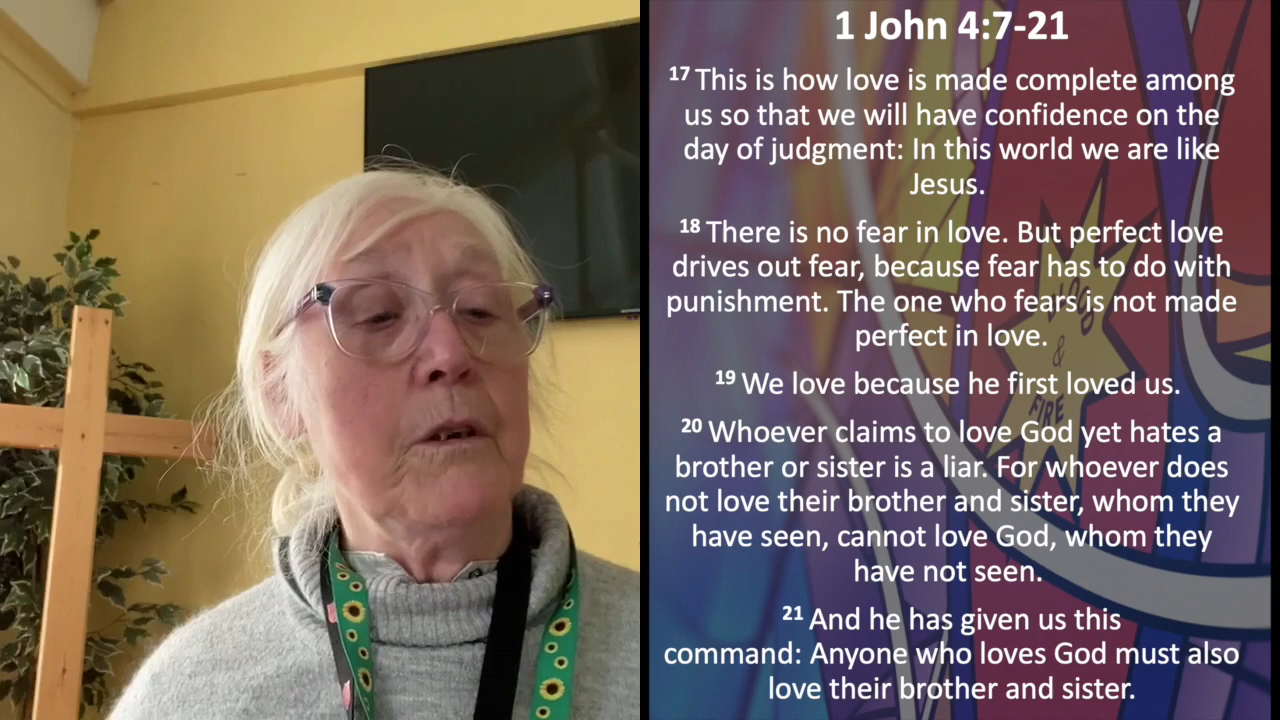 1 John 4:7-21
17 This is how love is made complete among
us so that we will have confidence on the
day of judgment: In this world we are like
Jesus.
18 There is no fear in love. But perfect love
drives out fear, because fear has to do with
punishment. The one who fears is not made
perfect in love.
19 We love because he first loved us.
20 Whoever claims to love God yet hates a
brother or sister is a liar. For whoever does
not love their brother and sister, whom they
have seen, cannot love God, whom they
have not seen.
21 And he has given us this
command: Anyone who loves God must also
love their brother and sister.
&
FIRE